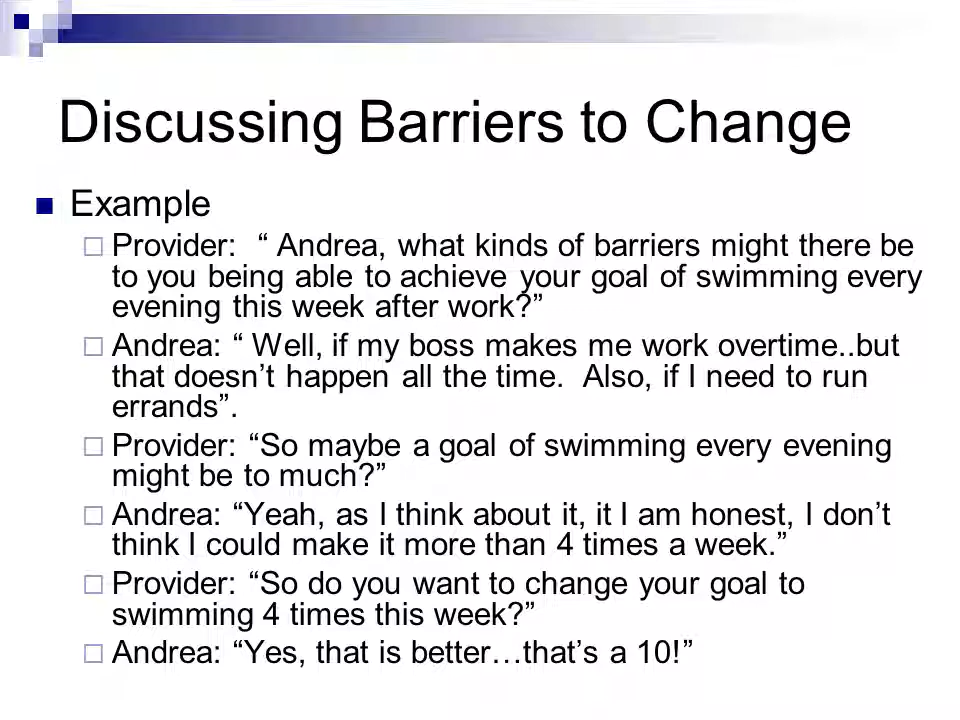 Discussing Barriers to Change
Example
Provider:  “ Andrea, what kinds of barriers might there be
to you being able to achieve your goal of swimming every
evening this week after work?”
Andrea: “ Well, if my boss makes me work overtime..but
that doesn’t happen all the time.  Also, if I need to run
errands”.
Provider: “So maybe a goal of swimming every evening
might be to much?”
Andrea: “Yeah, as I think about it, it I am honest, I don’t
think I could make it more than 4 times a week.”
Provider: “So do you want to change your goal to
swimming 4 times this week?”
Andrea: “Yes, that is better…that’s a 10!”